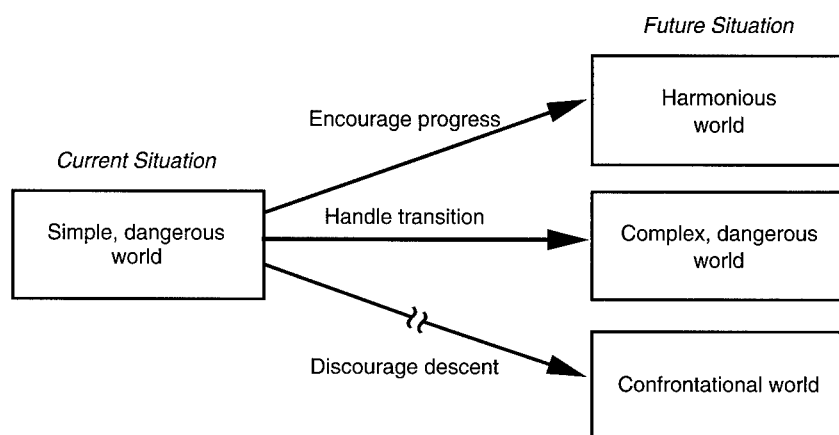 Future Situation
Harmonious
world
Encourage progress
Current Situation
Simple, dangerous
world
Handle transition
Complex, dangerous
world
Discourage descent
Confrontational world